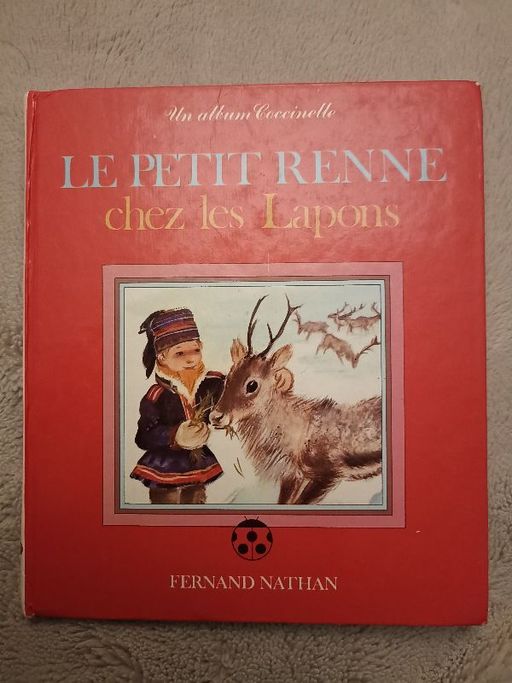 Un album Coccinelle
LE PETIT RENNE
chez les Lapons
FERNAND NATHAN